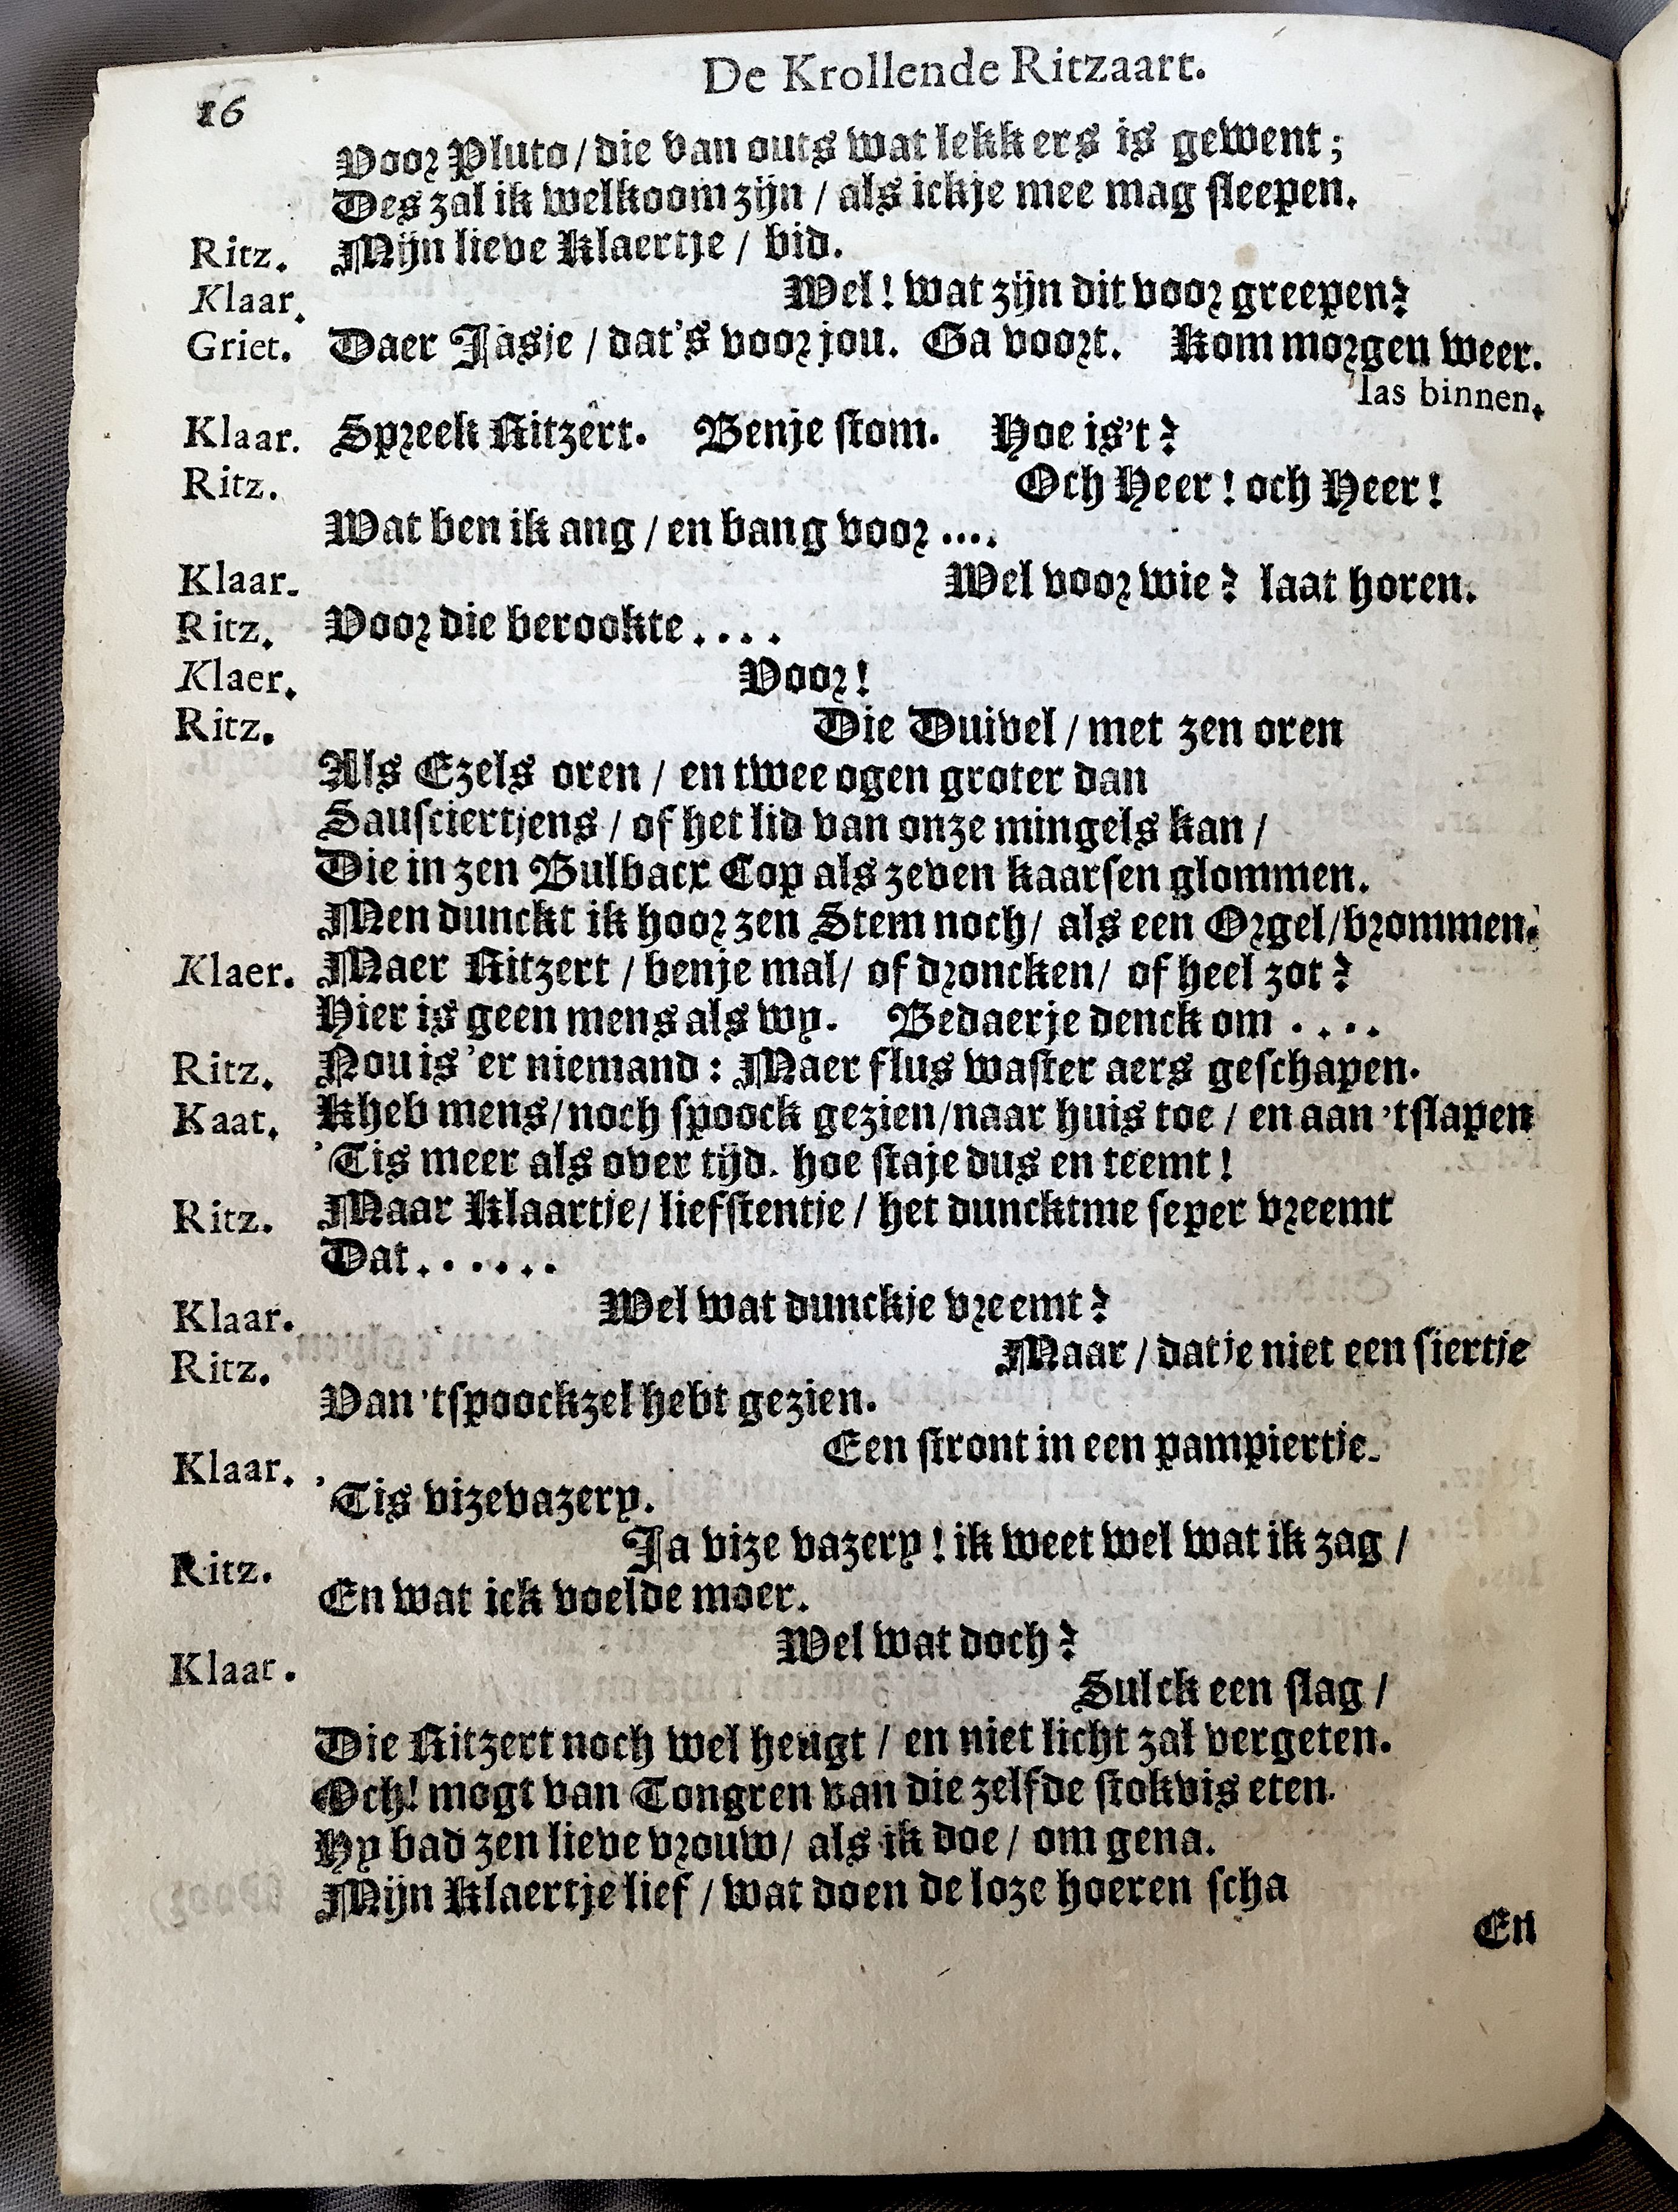 De Krollende Ritzaart.
16
Voor Pluto / die van outs wat lekkers is gewent ;
Des zal ik welkoom zijn / als ickje mee mag sleepen.
Ritz. Mijn lieve Klaertje / bid.
Klaar. Wel ! wat zijn dit voor greepen?
Griet. Daer Jasje / dat's voor jou. Ga voort. Kom morgen weer.
Ias binnen.
Klaar. Spreek Ritzert. Benje stom. Hoe is't ?
Ritz. Och Heer ! och Heer !
Wat ben ik ang / en bang voor ....
Klaar. Wel voor wie ? laat horen.
Ritz. Voor die berookte ....
Klaer. Voor !
Ritz. Die Duivel / met zen oren
Als Ezels oren / en twee ogen groter dan
Sausciertjens / of het lid van onze mingels kan /
Die in zen Bulbacx Cop als zeven kaarsen glommen.
Men dunckt ik hoor zen Stem noch / als een Orgel / brommen.
Klaer. Maer Ritzert / benje mal / of droncken / of heel zot ?
Hier is geen mens als wy. Bedaerje denck om ....
Ritz. Nou is 'er niemand : Maer flus waster aers geschapen.
Kaat. Kheb mens / noch spoock gezien / naar huis toe / en aan 'tslapen
'Tis meer als over tijd. hoe staje dus en teemt !
Ritz. Maar Klaartje / liefstentje / het duncktme seper vreemt
Dat ......
Klaar. Wel wat dunckje vreemt ?
Ritz. Maar / datje niet een siertje
Van 'tspoockzel hebt gezien.
Klaar. Een stront in een pampiertje.
'Tis vizevazery.
Ritz. Ja vize vazery ! ik weet wel wat ik zag /
En wat ick voelde moer.
Klaar. Wel wat doch ?
Sulck een slag /
Die Ritzert noch wel heugt / en niet licht zal vergeten.
Och! mogt van Tongren van die zelfde stokvis eten.
Hy bad zen lieve vrouw / als ik doe / om gena.
Mijn Klaertje lief / wat doen de loze hoeren scha
En